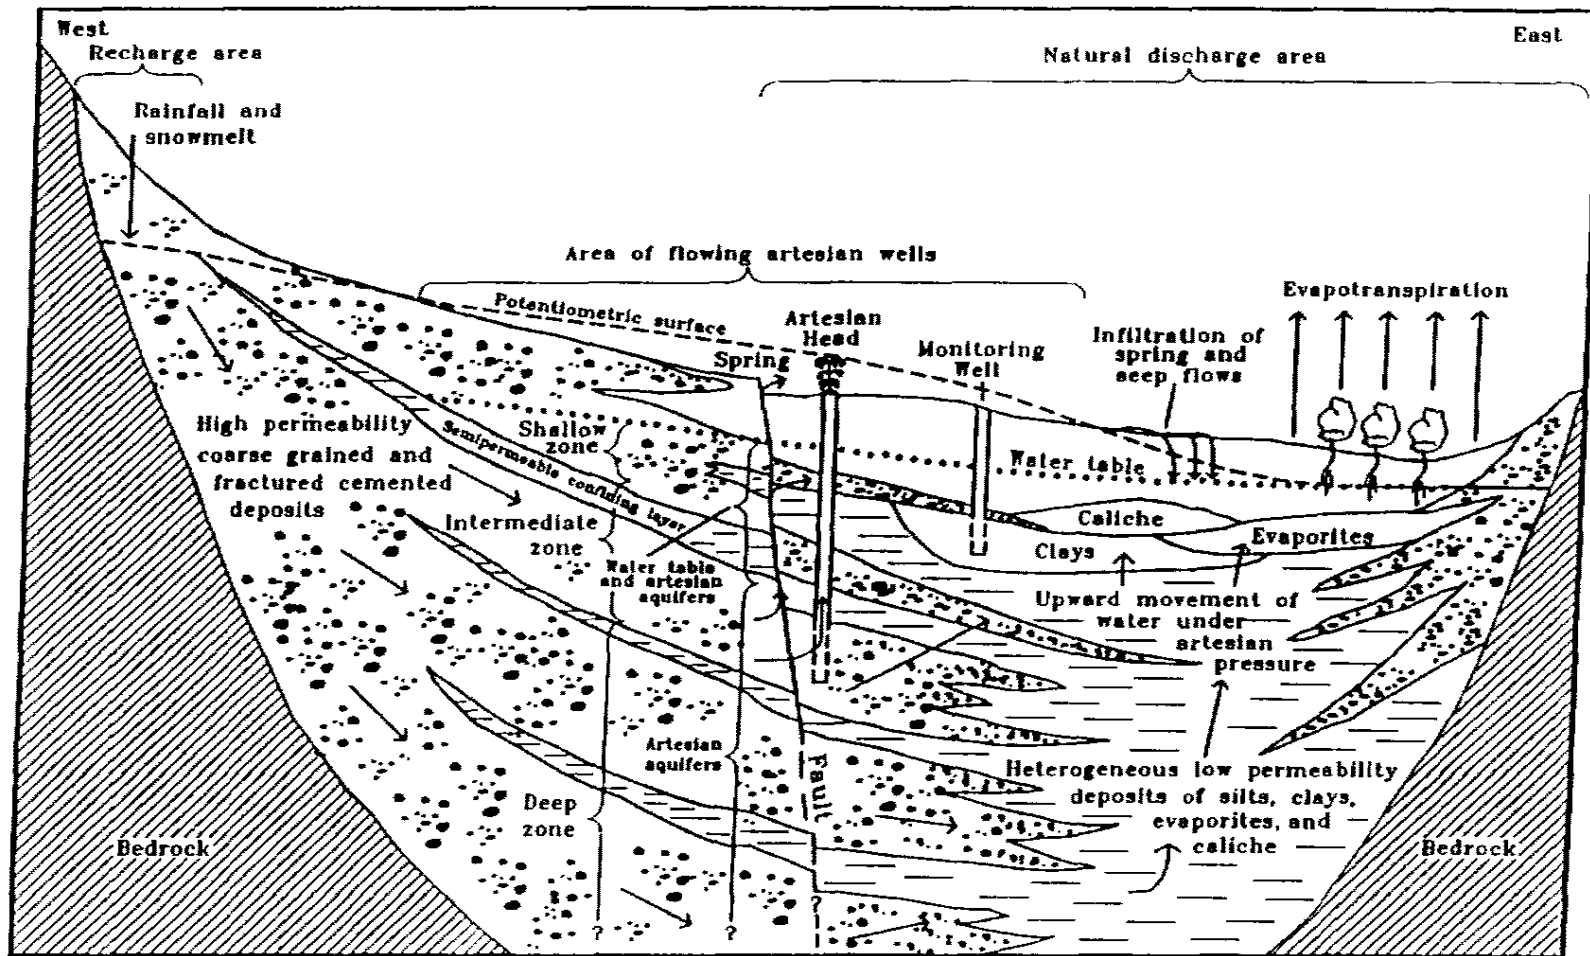 West
East
Recharge area
Natural discharge area
Rainfall and
snowmelt
Area of flowing artesian wells
Potentiometric surface
Artesian
Head
Spring
Monitoring
Well
Infiltration of
spring and
seep flows
Evapotranspiration
High permeability
coarse grained and
fractured cemented
deposits
Shallow
zone
Semipermeable confining layer
Water table
Intermediate
zone
Water table
and artesian
aquifers
Caliche
Clays
Evaporites
Upward movement of
water under
artesian
pressure
Artesian
aquifers
Fault
Deep
zone
Heterogeneous low permeability
deposits of silts, clays,
evaporites, and
caliche
Bedrock
Bedrock
?
?
?